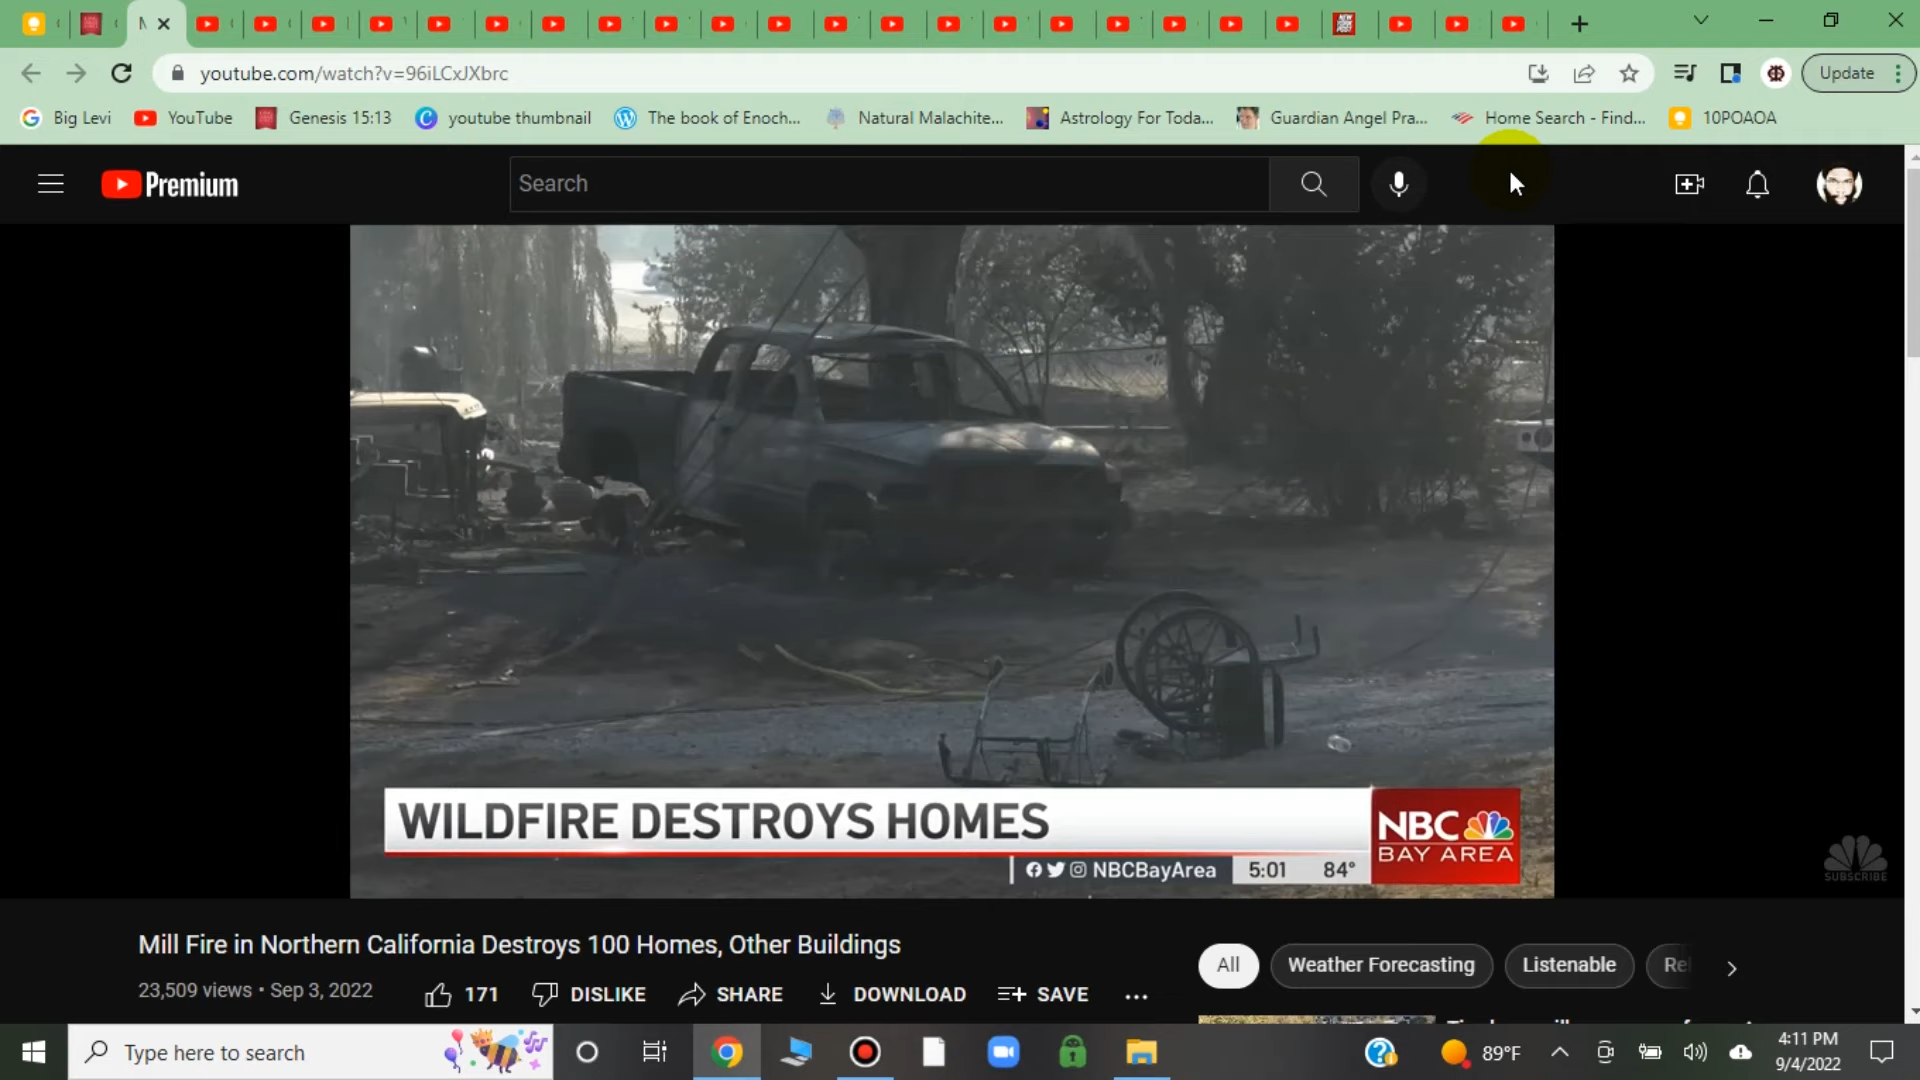 youtube.com/watch?v=96iLCxJXbrc
Update
Big Levi
YouTube
Genesis 15:13
youtube thumbnail
The book of Enoch...
Natural Malachite...
Astrology For Toda...
Guardian Angel Pra...
Home Search - Find...
10POAOA
Premium
Search
WILDFIRE DESTROYS HOMES
NBC
BAY AREA
NBCBayArea
5:01
84°
SUBSCRIBE
Mill Fire in Northern California Destroys 100 Homes, Other Buildings
23,509 views • Sep 3, 2022
171
DISLIKE
SHARE
DOWNLOAD
SAVE
All
Weather Forecasting
Listenable
Type here to search
89°F
4:11 PM
9/4/2022